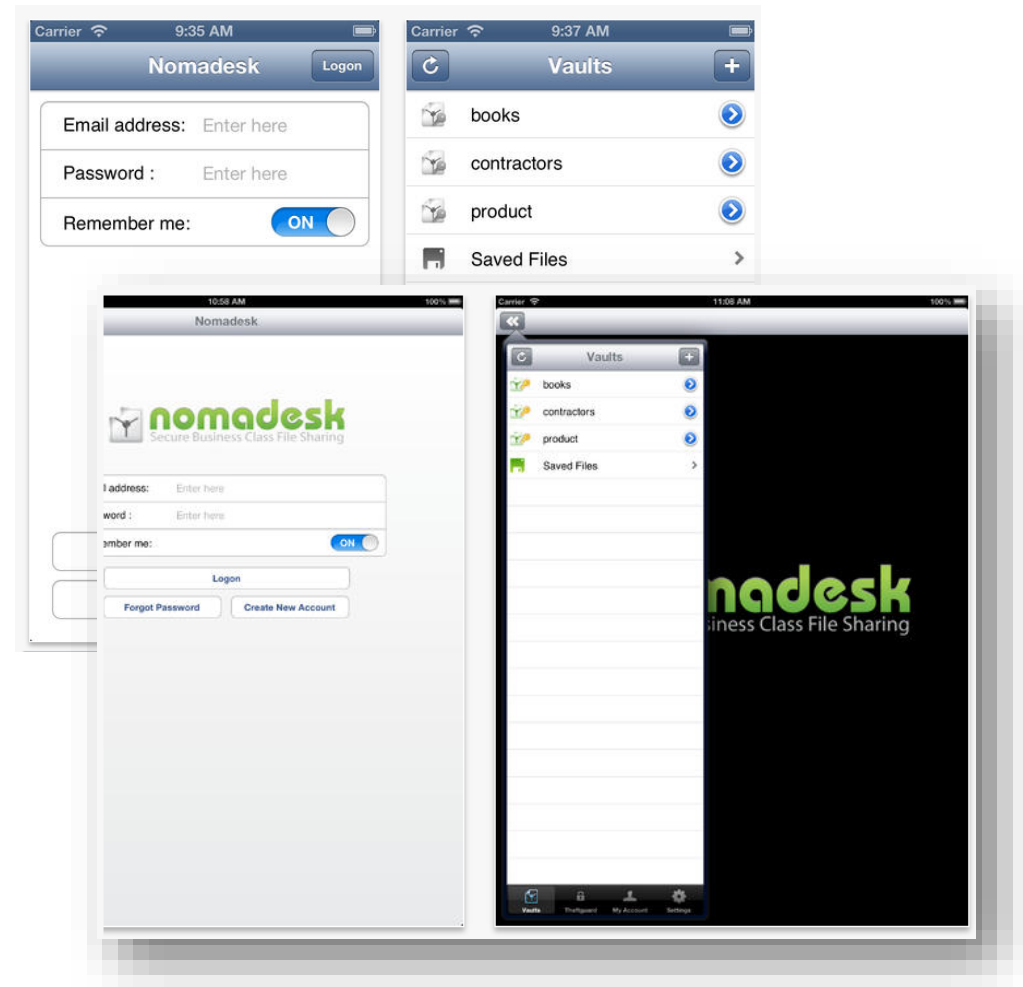 Carrier 9:35 AM
Nomadesk Logon
Email address: Enter here
Password : Enter here
Remember me: ON
Carrier 9:37 AM
Vaults +
books
contractors
product
Saved Files
10:58 AM 100%
Nomadesk
nomadesk
Secure Business Class File Sharing
l address: Enter here
word : Enter here
ember me: ON
Logon
Forgot Password Create New Account
Carrier 11:08 AM 100%
Vaults +
books
contractors
product
Saved Files
nadesk
siness Class File Sharing
Vaults Theftguard My Account Settings